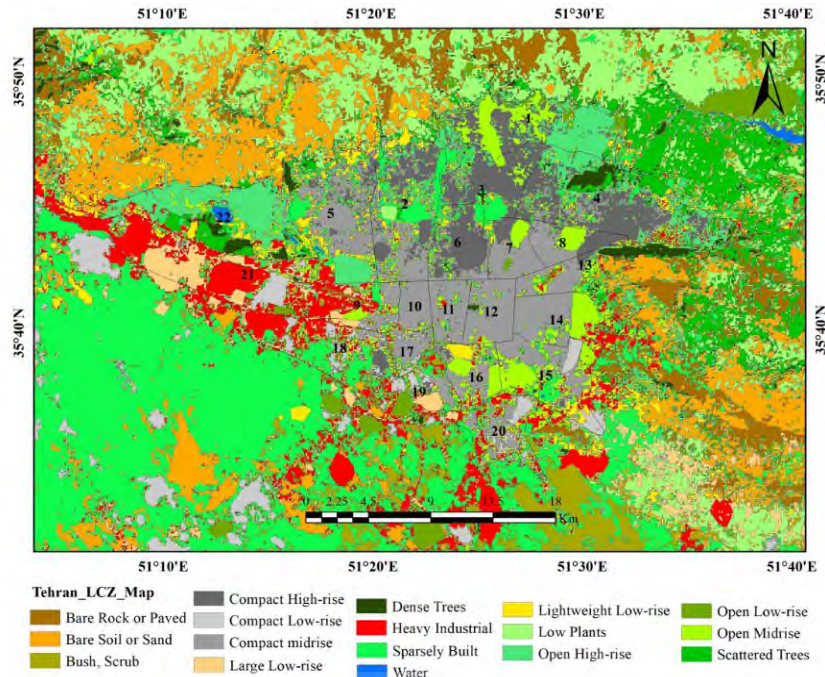 51°10'E 51°20'E 51°30'E 51°40'E
35°50'N 35°50'N
N
1
2 3 4
5 22
6 7 8
13
21
9 10 11 12 14
35°40'N 35°40'N
18 17
16 15
19
20
0 2.25 4.5 9 13.5 18
Km
51°10'E 51°20'E 51°30'E 51°40'E
Tehran_LCZ_Map
Bare Rock or Paved
Bare Soil or Sand
Bush, Scrub
Compact High-rise
Compact Low-rise
Compact midrise
Large Low-rise
Dense Trees
Heavy Industrial
Sparsely Built
Water
Lightweight Low-rise
Low Plants
Open High-rise
Open Low-rise
Open Midrise
Scattered Trees